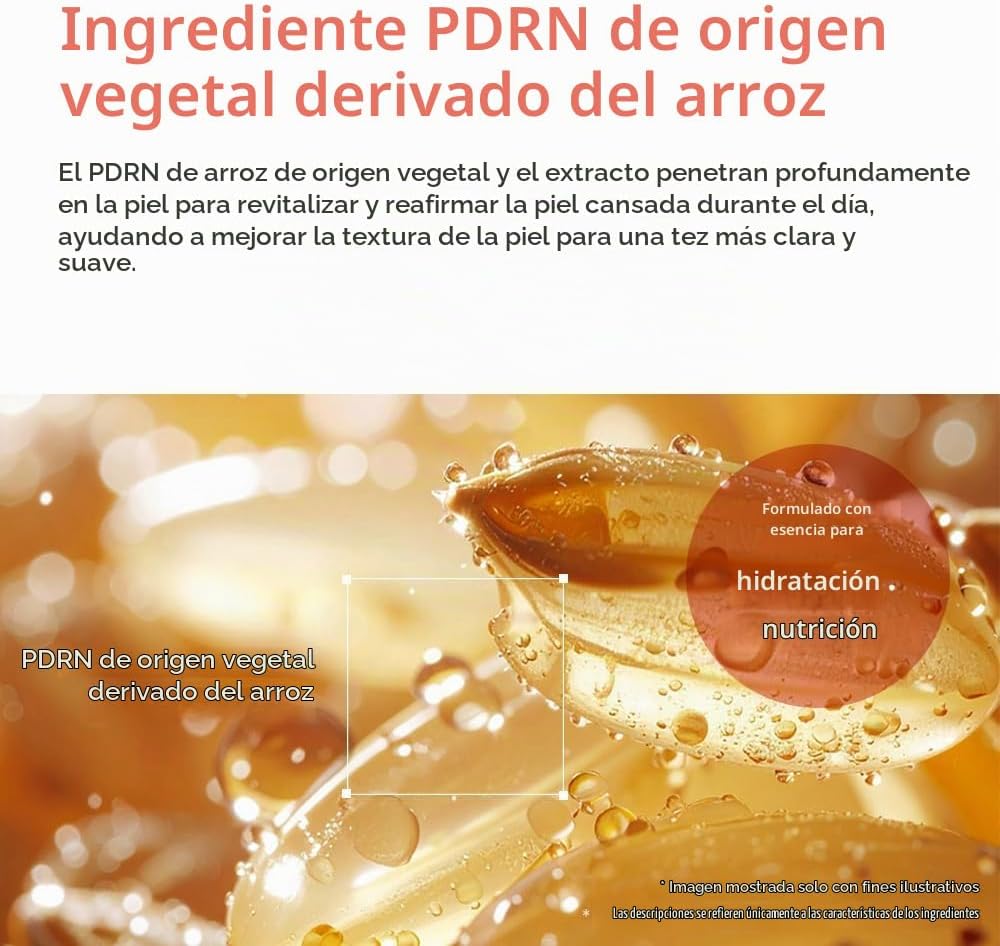 Ingrediente PDRN de origen
vegetal derivado del arroz
El PDRN de arroz de origen vegetal y el extracto penetran profundamente
en la piel para revitalizar y reafirmar la piel cansada durante el día,
ayudando a mejorar la textura de la piel para una tez más clara y
suave.
Formulado con
esencia para
hidratación .
nutrición
PDRN de origen vegetal
derivado del arroz
* Imagen mostrada solo con fines ilustrativos
* Las descripciones se refieren únicamente a las características de los ingredientes